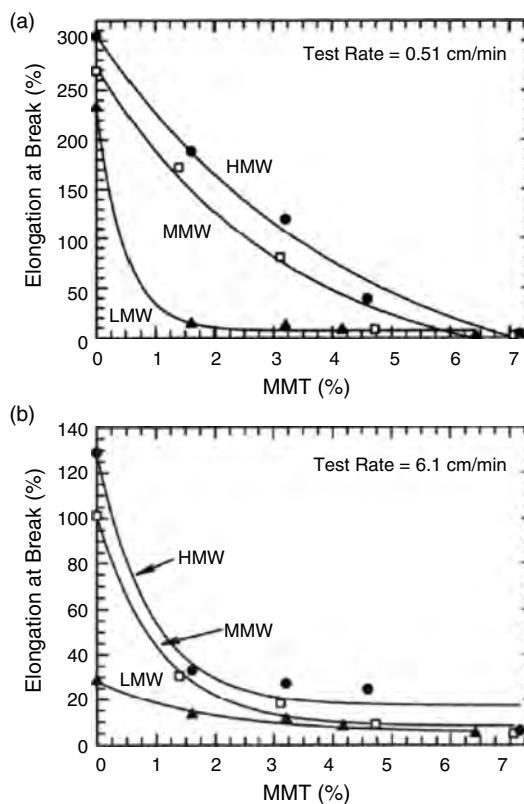 (a)
Test Rate = 0.51 cm/min
Elongation at Break (%)
300
250
200
150
100
50
0
HMW
MMW
LMW
0 1 2 3 4 5 6 7
MMT (%)
(b)
Test Rate = 6.1 cm/min
Elongation at Break (%)
140
120
100
80
60
40
20
0
HMW
MMW
LMW
0 1 2 3 4 5 6 7
MMT (%)